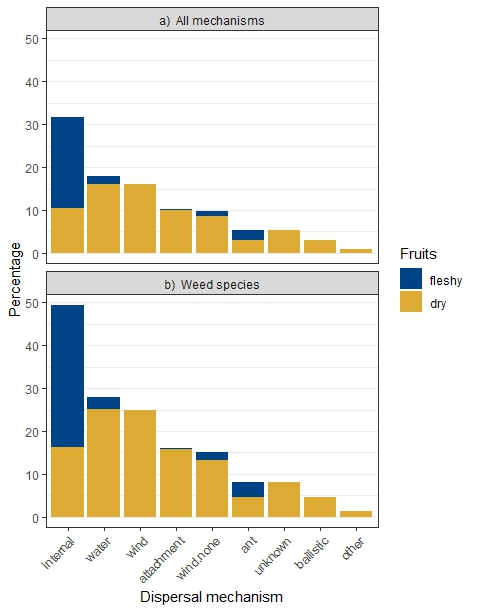 a) All mechanisms
50
40
30
20
10
0
Percentage
b) Weed species
50
40
30
20
10
0
internal
water
wind
attachment
wind.none
ant
unknown
ballistic
other
Dispersal mechanism
Fruits
fleshy
dry